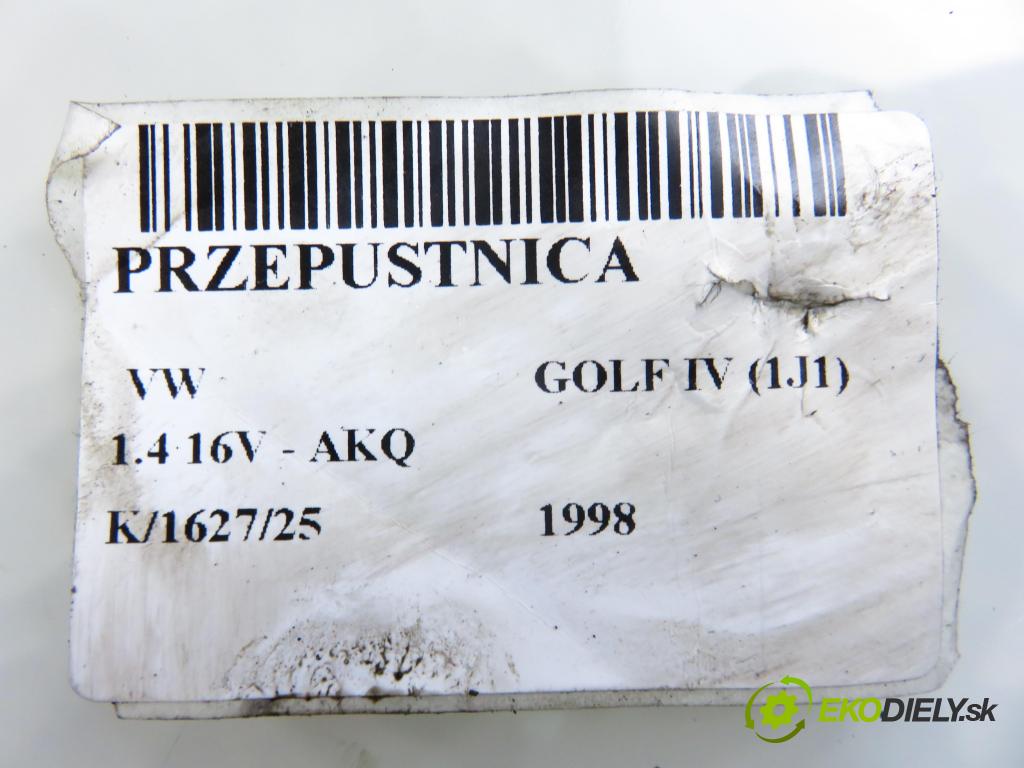 PRZEPUSTNICA
VW GOLF IV (1J1)
1.4 16V - AKQ
K/1627/25 1998
EKODIELY.sk